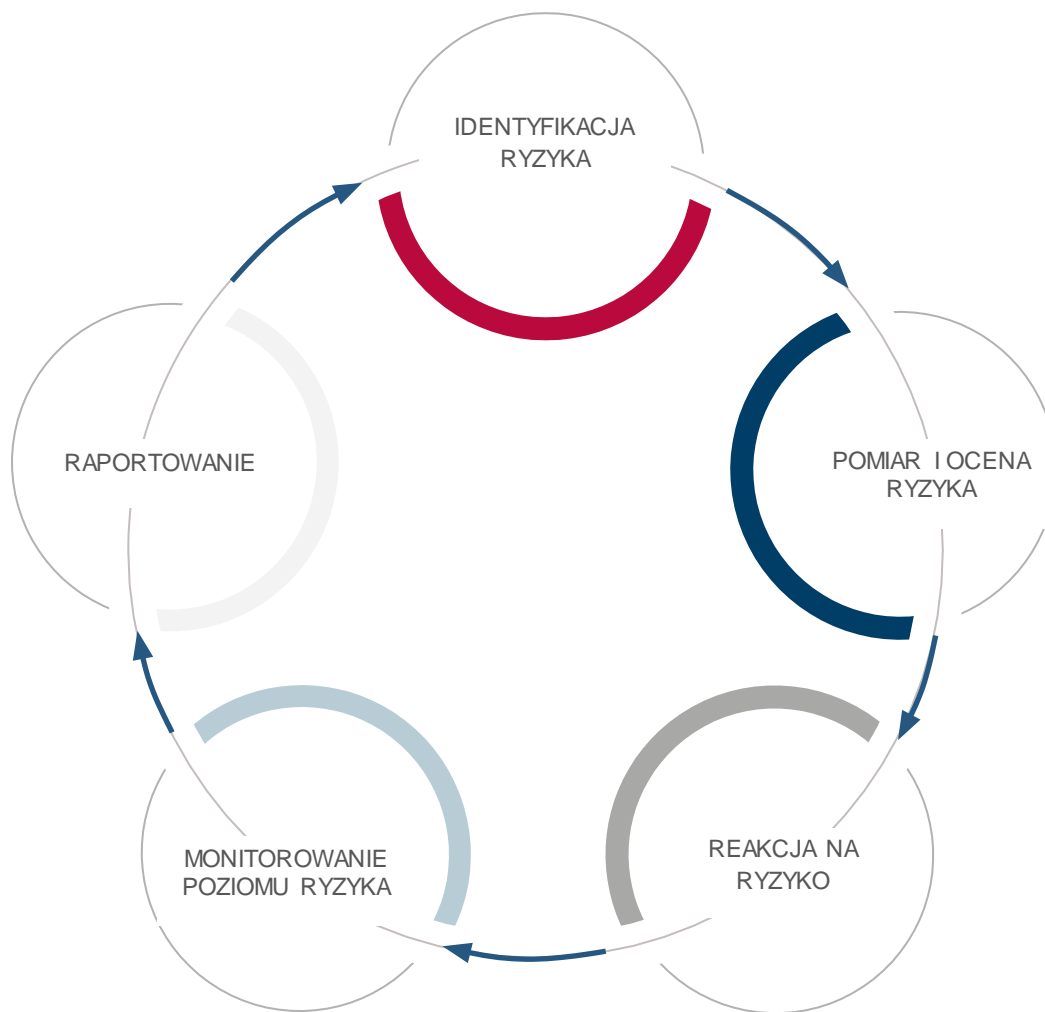 IDENTYFIKACJA
RYZYKA
RAPORTOWANIE
POMIAR I OCENA
RYZYKA
MONITOROWANIE
POZIOMU RYZYKA
REAKCJA NA
RYZYKO